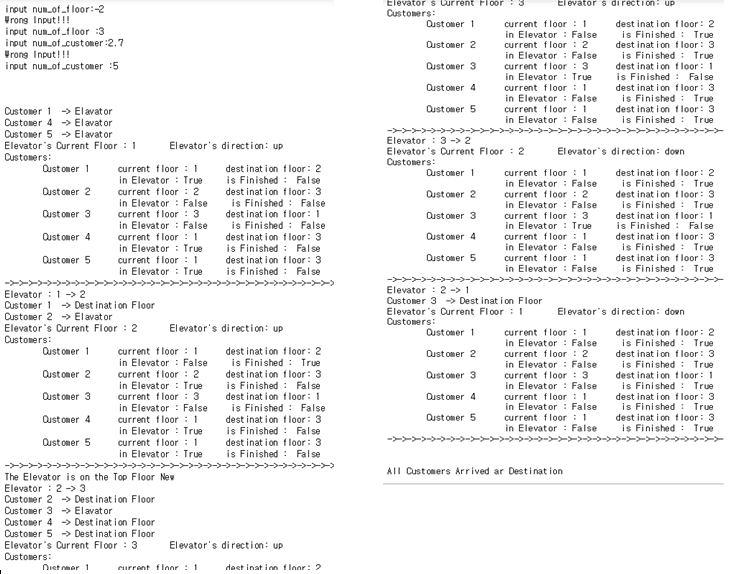 input num_of_floor:-2
Wrong Input!!!
input num_of_floor :3
input num_of_customer:2.7
Wrong Input!!!
input num_of_customer :5
Customer 1 -> Elavator
Customer 4 -> Elavator
Customer 5 -> Elavator
Elevator's Current Floor : 1 Elevator's direction: up
Customers:
Customer 1 current floor : 1 destination floor: 2
in Elevator : True is Finished : False
Customer 2 current floor : 2 destination floor: 3
in Elevator : False is Finished : False
Customer 3 current floor : 3 destination floor: 1
in Elevator : False is Finished : False
Customer 4 current floor : 1 destination floor: 3
in Elevator : True is Finished : False
Customer 5 current floor : 1 destination floor: 3
in Elevator : True is Finished : False
->->->->->->->->->->->->->->->->->->->->->->
Elevator : 1 -> 2
Customer 1 -> Destination Floor
Customer 2 -> Elavator
Elevator's Current Floor : 2 Elevator's direction: up
Customers:
Customer 1 current floor : 1 destination floor: 2
in Elevator : False is Finished : True
Customer 2 current floor : 2 destination floor: 3
in Elevator : True is Finished : False
Customer 3 current floor : 3 destination floor: 1
in Elevator : False is Finished : False
Customer 4 current floor : 1 destination floor: 3
in Elevator : True is Finished : False
Customer 5 current floor : 1 destination floor: 3
in Elevator : True is Finished : False
->->->->->->->->->->->->->->->->->->->->->->
The Elevator is on the Top Floor New
Elevator : 2 -> 3
Customer 2 -> Destination Floor
Customer 3 -> Elavator
Customer 4 -> Destination Floor
Customer 5 -> Destination Floor
Elevator's Current Floor : 3 Elevator's direction: up
Customers:
Customer 1 current floor : 1 destination floor: 2
Elevator's Current Floor : 3 Elevator's direction: up
Customers:
Customer 1 current floor : 1 destination floor: 2
in Elevator : False is Finished : True
Customer 2 current floor : 2 destination floor: 3
in Elevator : False is Finished : True
Customer 3 current floor : 3 destination floor: 1
in Elevator : True is Finished : False
Customer 4 current floor : 1 destination floor: 3
in Elevator : False is Finished : True
Customer 5 current floor : 1 destination floor: 3
in Elevator : False is Finished : True
->->->->->->->->->->->->->->->->->->->->->->
Elevator : 3 -> 2
Elevator's Current Floor : 2 Elevator's direction: down
Customers:
Customer 1 current floor : 1 destination floor: 2
in Elevator : False is Finished : True
Customer 2 current floor : 2 destination floor: 3
in Elevator : False is Finished : True
Customer 3 current floor : 3 destination floor: 1
in Elevator : True is Finished : False
Customer 4 current floor : 1 destination floor: 3
in Elevator : False is Finished : True
Customer 5 current floor : 1 destination floor: 3
in Elevator : False is Finished : True
->->->->->->->->->->->->->->->->->->->->->->
Elevator : 2 -> 1
Customer 3 -> Destination Floor
Elevator's Current Floor : 1 Elevator's direction: down
Customers:
Customer 1 current floor : 1 destination floor: 2
in Elevator : False is Finished : True
Customer 2 current floor : 2 destination floor: 3
in Elevator : False is Finished : True
Customer 3 current floor : 3 destination floor: 1
in Elevator : False is Finished : True
Customer 4 current floor : 1 destination floor: 3
in Elevator : False is Finished : True
Customer 5 current floor : 1 destination floor: 3
in Elevator : False is Finished : True
->->->->->->->->->->->->->->->->->->->->->->
All Customers Arrived ar Destination